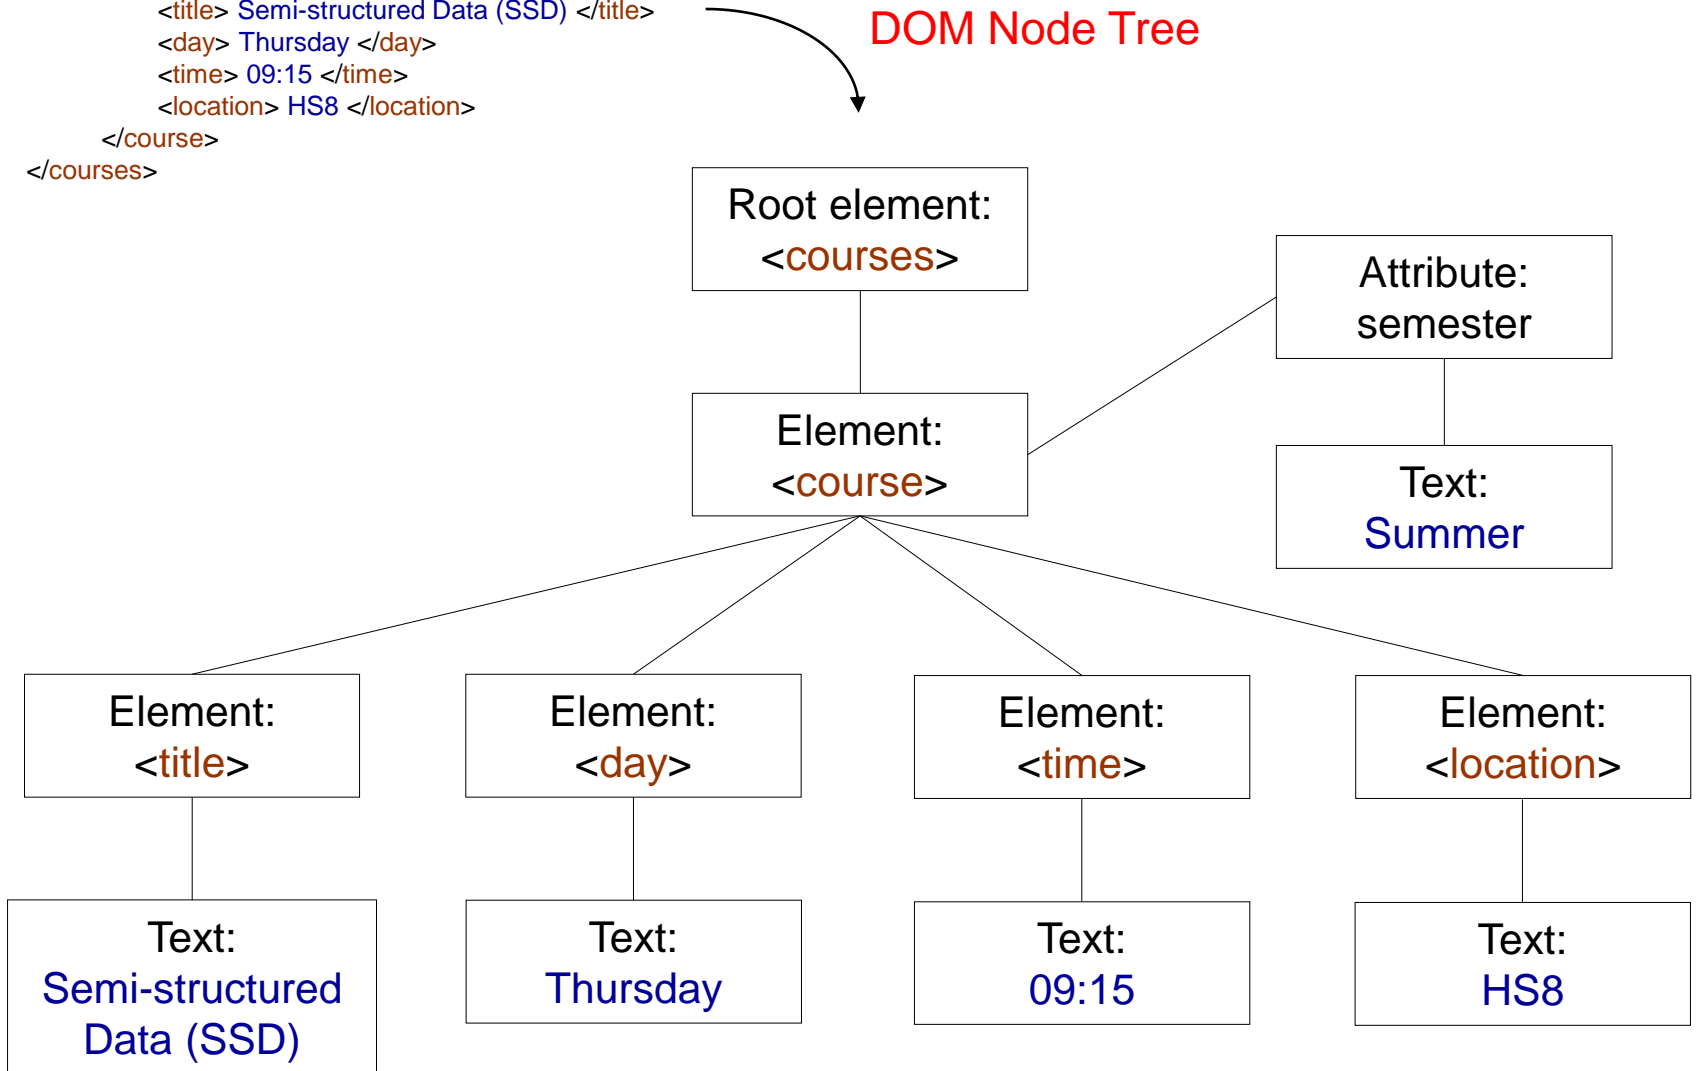 <title> Semi-structured Data (SSD) </title>
<day> Thursday </day>
<time> 09:15 </time>
<location> HS8 </location>
</course>
</courses>
DOM Node Tree
Root element:
<courses>
Attribute:
semester
Element:
<course>
Text:
Summer
Element:
<title>
Element:
<day>
Element:
<time>
Element:
<location>
Text:
Semi-structured
Data (SSD)
Text:
Thursday
Text:
09:15
Text:
HS8